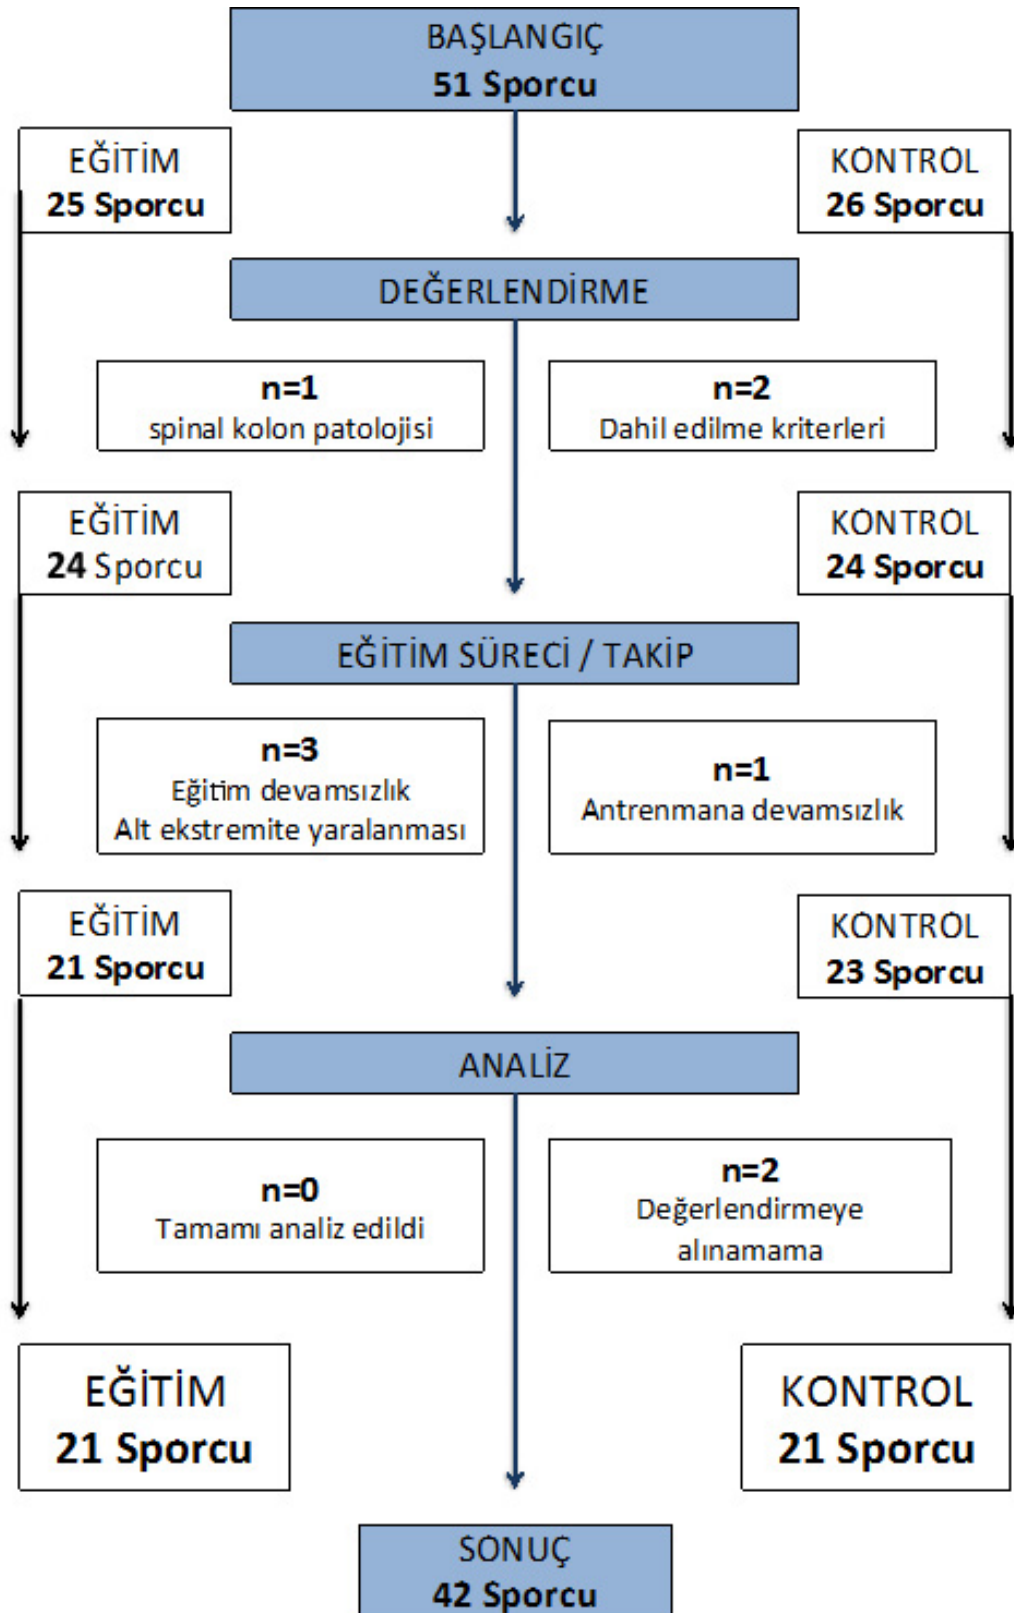 BAŞLANGIÇ
51 Sporcu
EĞİTİM
25 Sporcu
KONTROL
26 Sporcu
DEĞERLENDİRME
n=1
spinal kolon patolojisi
n=2
Dahil edilme kriterleri
EĞİTİM
24 Sporcu
KONTROL
24 Sporcu
EĞİTİM SÜRECİ / TAKİP
n=3
Eğitim devamsızlık
Alt ekstremite yaralanması
n=1
Antrenmana devamsızlık
EĞİTİM
21 Sporcu
KONTROL
23 Sporcu
ANALİZ
n=0
Tamamı analiz edildi
n=2
Değerlendirmeye
alınamama
EĞİTİM
21 Sporcu
KONTROL
21 Sporcu
SONUÇ
42 Sporcu